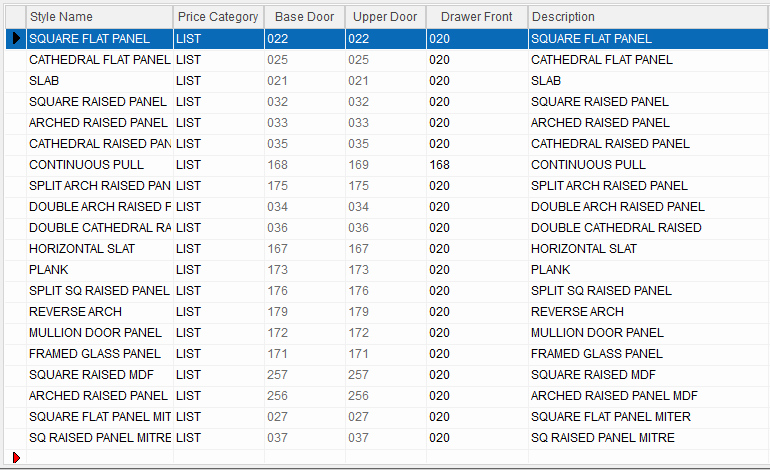 Style Name Price Category Base Door Upper Door Drawer Front Description
SQUARE FLAT PANEL LIST 022 022 020 SQUARE FLAT PANEL
CATHEDRAL FLAT PANEL LIST 025 025 020 CATHEDRAL FLAT PANEL
SLAB LIST 021 021 020 SLAB
SQUARE RAISED PANEL LIST 032 032 020 SQUARE RAISED PANEL
ARCHED RAISED PANEL LIST 033 033 020 ARCHED RAISED PANEL
CATHEDRAL RAISED PAN LIST 035 035 020 CATHEDRAL RAISED PANEL
CONTINUOUS PULL LIST 168 169 168 CONTINUOUS PULL
SPLIT ARCH RAISED PAN LIST 175 175 020 SPLIT ARCH RAISED PANEL
DOUBLE ARCH RAISED P LIST 034 034 020 DOUBLE ARCH RAISED PANEL
DOUBLE CATHEDRAL RA LIST 036 036 020 DOUBLE CATHEDRAL RAISED
HORIZONTAL SLAT LIST 167 167 020 HORIZONTAL SLAT
PLANK LIST 173 173 020 PLANK
SPLIT SQ RAISED PANEL LIST 176 176 020 SPLIT SQ RAISED PANEL
REVERSE ARCH LIST 179 179 020 REVERSE ARCH
MULLION DOOR PANEL LIST 172 172 020 MULLION DOOR PANEL
FRAMED GLASS PANEL LIST 171 171 020 FRAMED GLASS PANEL
SQUARE RAISED MDF LIST 257 257 020 SQUARE RAISED MDF
ARCHED RAISED PANEL LIST 256 256 020 ARCHED RAISED PANEL MDF
SQUARE FLAT PANEL MIT LIST 027 027 020 SQUARE FLAT PANEL MITER
SQ RAISED PANEL MITRE LIST 037 037 020 SQ RAISED PANEL MITRE